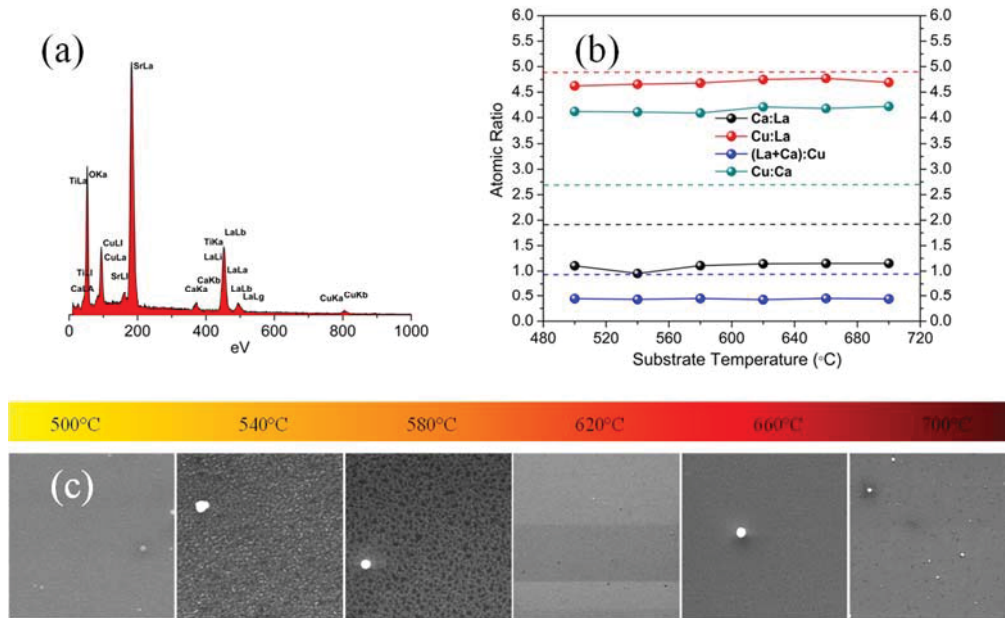 (a)
SrLa
TiLa
OKa
CuLl
CuLa
TiLl
CaLA
SrLl
TiKa
LaLb
LaLi
CaKb
LaLa
CaKa
LaLb
LaLg
CuKa
CuKb
0 200 400 600 800 1000
eV
(b)
6.0 6.0
5.5 5.5
5.0 5.0
4.5 4.5
4.0 4.0
3.5 3.5
3.0 3.0
2.5 2.5
2.0 2.0
1.5 1.5
1.0 1.0
0.5 0.5
0.0 0.0
Atomic Ratio
Ca:La
Cu:La
(La+Ca):Cu
Cu:Ca
480 520 560 600 640 680 720
Substrate Temperature (°C)
500°C 540°C 580°C 620°C 660°C 700°C
(c)